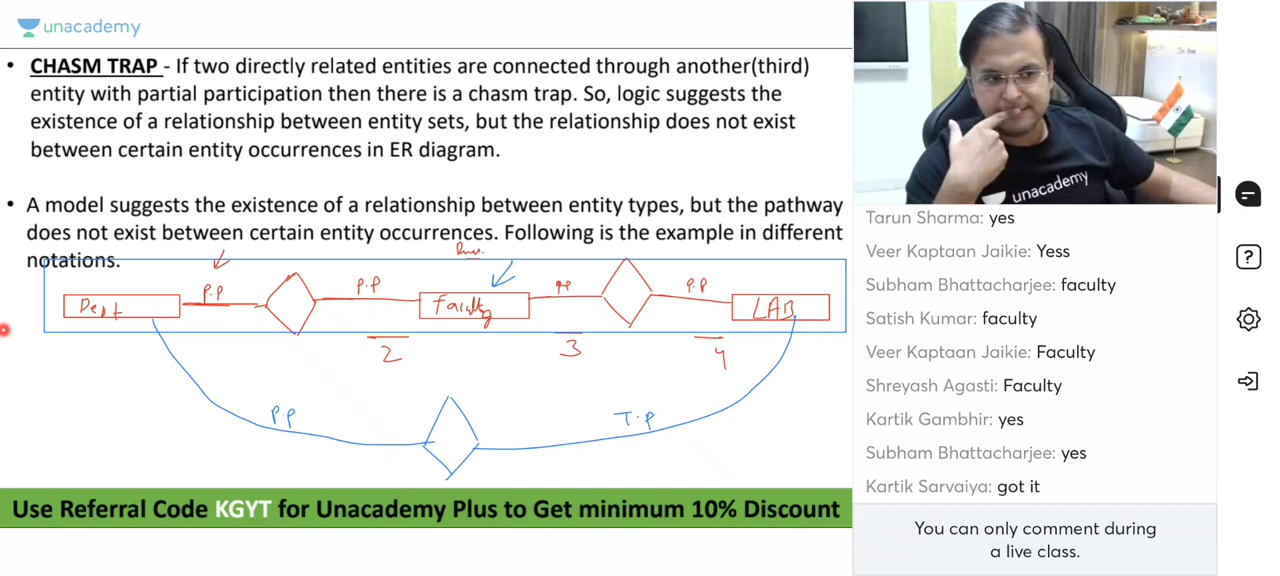 unacademy
• CHASM TRAP - If two directly related entities are connected through another(third)
entity with partial participation then there is a chasm trap. So, logic suggests the
existence of a relationship between entity sets, but the relationship does not exist
between certain entity occurrences in ER diagram.
• A model suggests the existence of a relationship between entity types, but the pathway
does not exist between certain entity occurrences. Following is the example in different
notations.
P.P P.P P.P P.P
Dept Faculty LAB
2 3 4
P.P T.P
Use Referral Code KGYT for Unacademy Plus to Get minimum 10% Discount
unacademy
Tarun Sharma: yes
Veer Kaptaan Jaikie: Yess
Subham Bhattacharjee: faculty
Satish Kumar: faculty
Veer Kaptaan Jaikie: Faculty
Shreyash Agasti: Faculty
Kartik Gambhir: yes
Subham Bhattacharjee: yes
Kartik Sarvaiya: got it
You can only comment during
a live class.
?